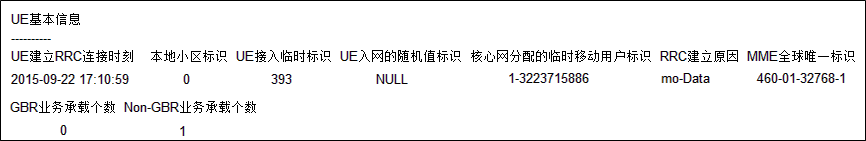 UE基本信息
----------
UE建立RRC连接时刻 本地小区标识 UE接入临时标识 UE入网的随机值标识 核心网分配的临时移动用户标识 RRC建立原因 MME全球唯一标识
2015-09-22 17:10:59 0 393 NULL 1-3223715886 mo-Data 460-01-32768-1
GBR业务承载个数 Non-GBR业务承载个数
0 1